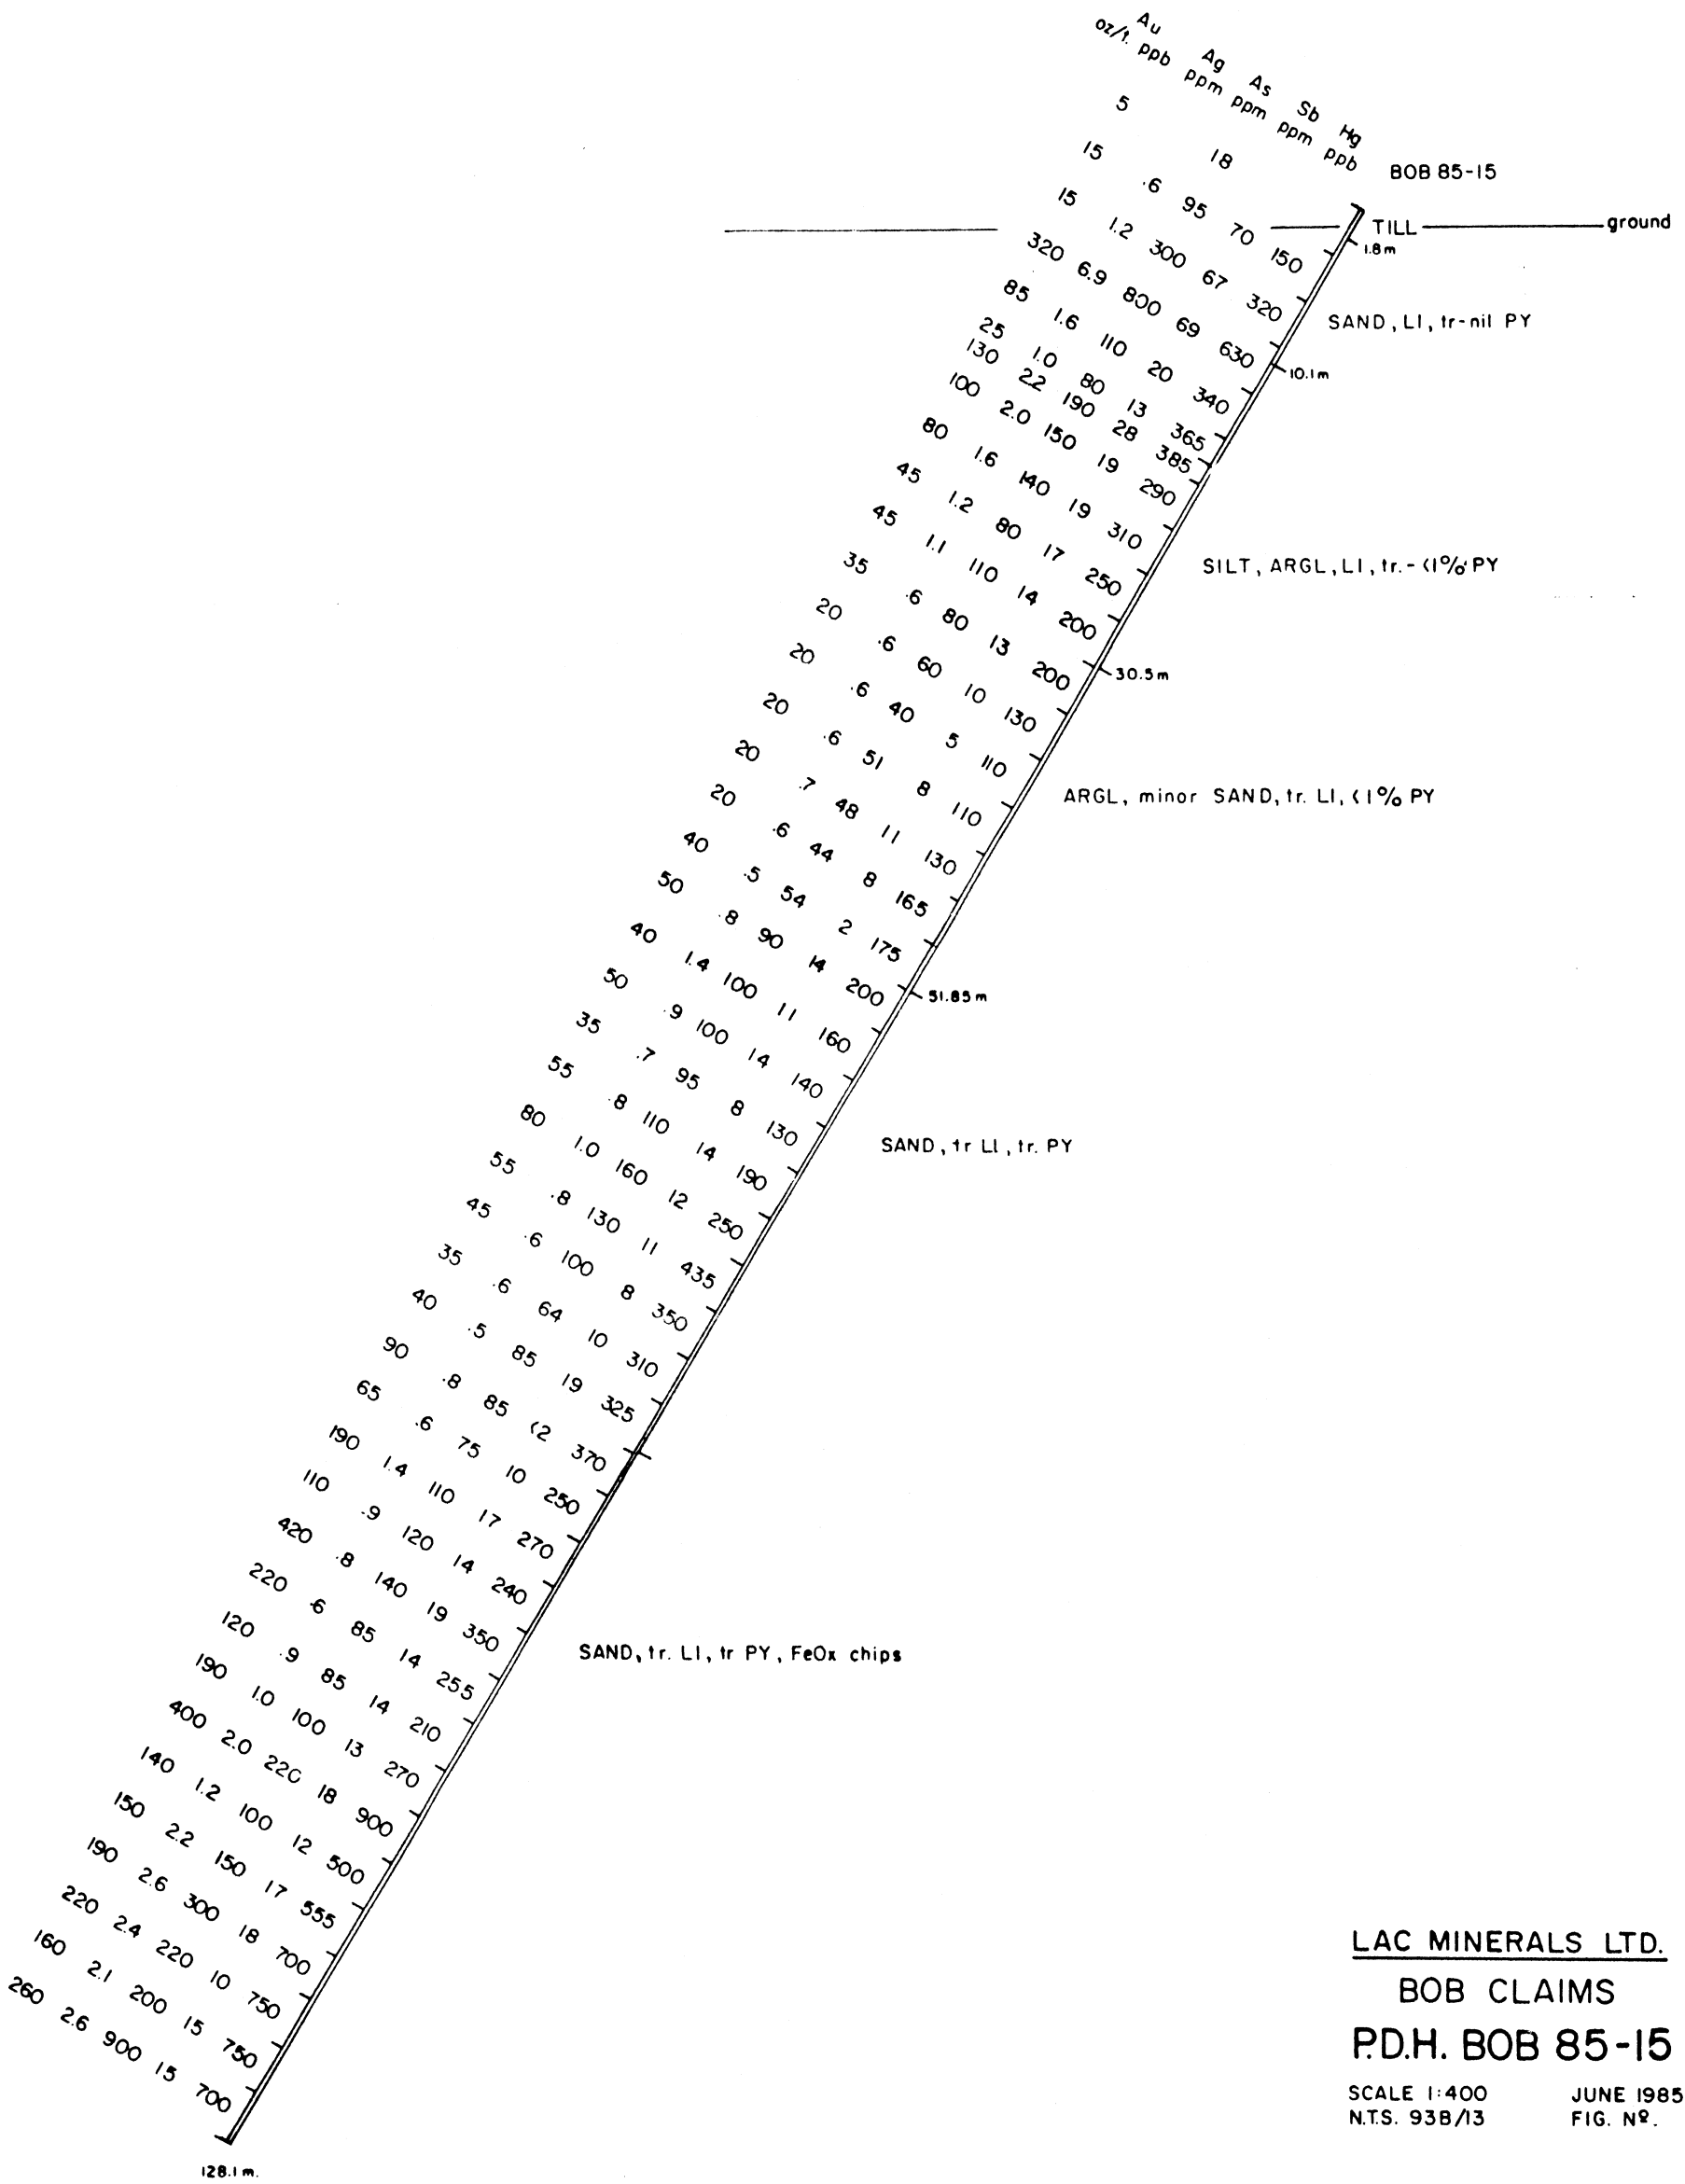 Au Ag As Sb Hg
oz/t. ppb ppm ppm ppm ppb
BOB 85-15
5 18
TILL ground
1.8m
15 .6 95 70 150
15 1.2 300 67 320
SAND, LI, tr-nil PY
320 6.9 800 69 630
10.1m
85 1.6 110 20 340
25 1.0 80 13 365
130 2.2 190 28 385
100 2.0 150 19 290
80 1.6 140 19 310
SILT, ARGL, LI, tr.- <1% PY
45 1.2 80 17 250
45 1.1 110 14 200
35 .6 80 13 200
30.5m
20 .6 60 10 130
20 .6 40 5 110
ARGL, minor SAND, tr. LI, <1% PY
20 .6 51 8 110
20 .7 48 11 130
20 .6 44 8 165
40 .5 54 2 175
50 .8 90 14 200
51.85m
40 1.4 100 11 160
50 .9 100 14 140
35 .7 95 8 130
SAND, tr LI, tr. PY
55 .8 110 14 190
80 1.0 160 12 250
55 .8 130 11 435
45 .6 100 8 350
35 .6 64 10 310
40 .5 85 19 325
90 .8 85 <2 370
65 .6 75 10 250
190 1.4 110 17 270
110 .9 120 14 240
420 .8 140 19 350
SAND, tr. LI, tr PY, FeOx chips
220 .6 85 14 255
120 .9 85 14 210
190 1.0 100 13 270
400 2.0 220 18 900
140 1.2 100 12 500
150 2.2 150 17 555
190 2.6 300 18 700
220 2.4 220 10 750
160 2.1 200 15 750
260 2.6 900 15 700
128.1m.
LAC MINERALS LTD.
BOB CLAIMS
P.D.H. BOB 85-15
SCALE 1:400 JUNE 1985
N.T.S. 93B/13 FIG. Nº.